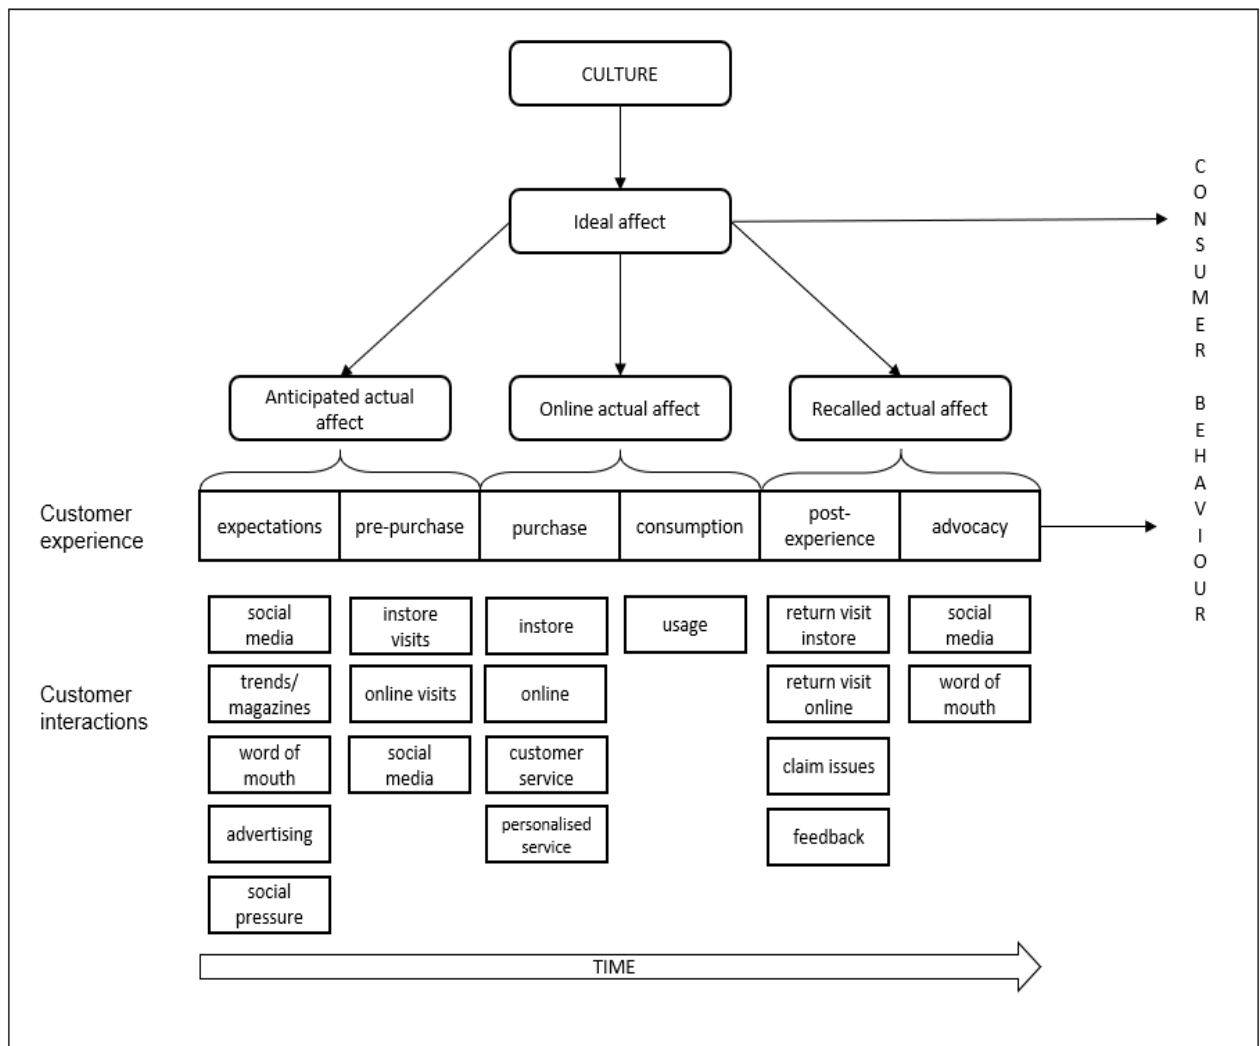 CULTURE
Ideal affect
Anticipated actual
affect
Online actual affect
Recalled actual affect
Customer
experience
expectations
pre-purchase
purchase
consumption
post-
experience
advocacy
Customer
interactions
social
media
trends/
magazines
word of
mouth
advertising
social
pressure
instore
visits
online visits
social
media
instore
online
customer
service
personalised
service
usage
return visit
instore
return visit
online
claim issues
feedback
social
media
word of
mouth
TIME
CONSUMER BEHAVIOUR